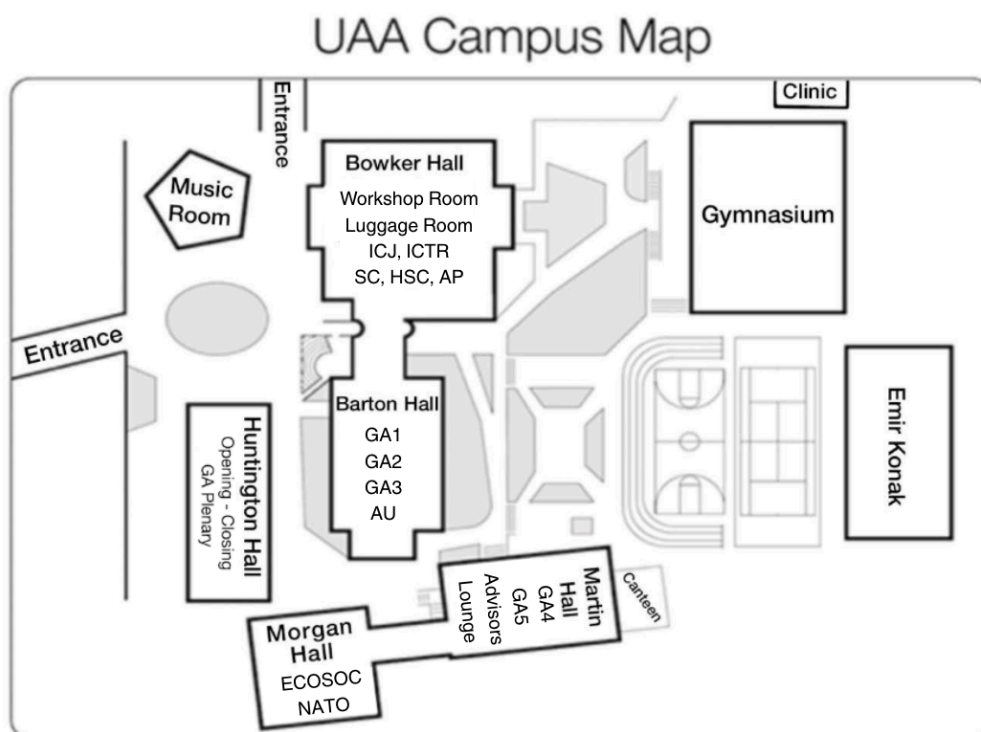 UAA Campus Map
Entrance
Clinic
Music
Room
Bowker Hall
Workshop Room
Luggage Room
ICJ, ICTR
SC, HSC, AP
Gymnasium
Entrance
Barton Hall
GA1
GA2
GA3
AU
Huntington Hall
Opening - Closing
GA Plenary
Emir Konak
Martin
Hall
GA4
GA5
Advisors
Lounge
Canteen
Morgan
Hall
ECOSOC
NATO